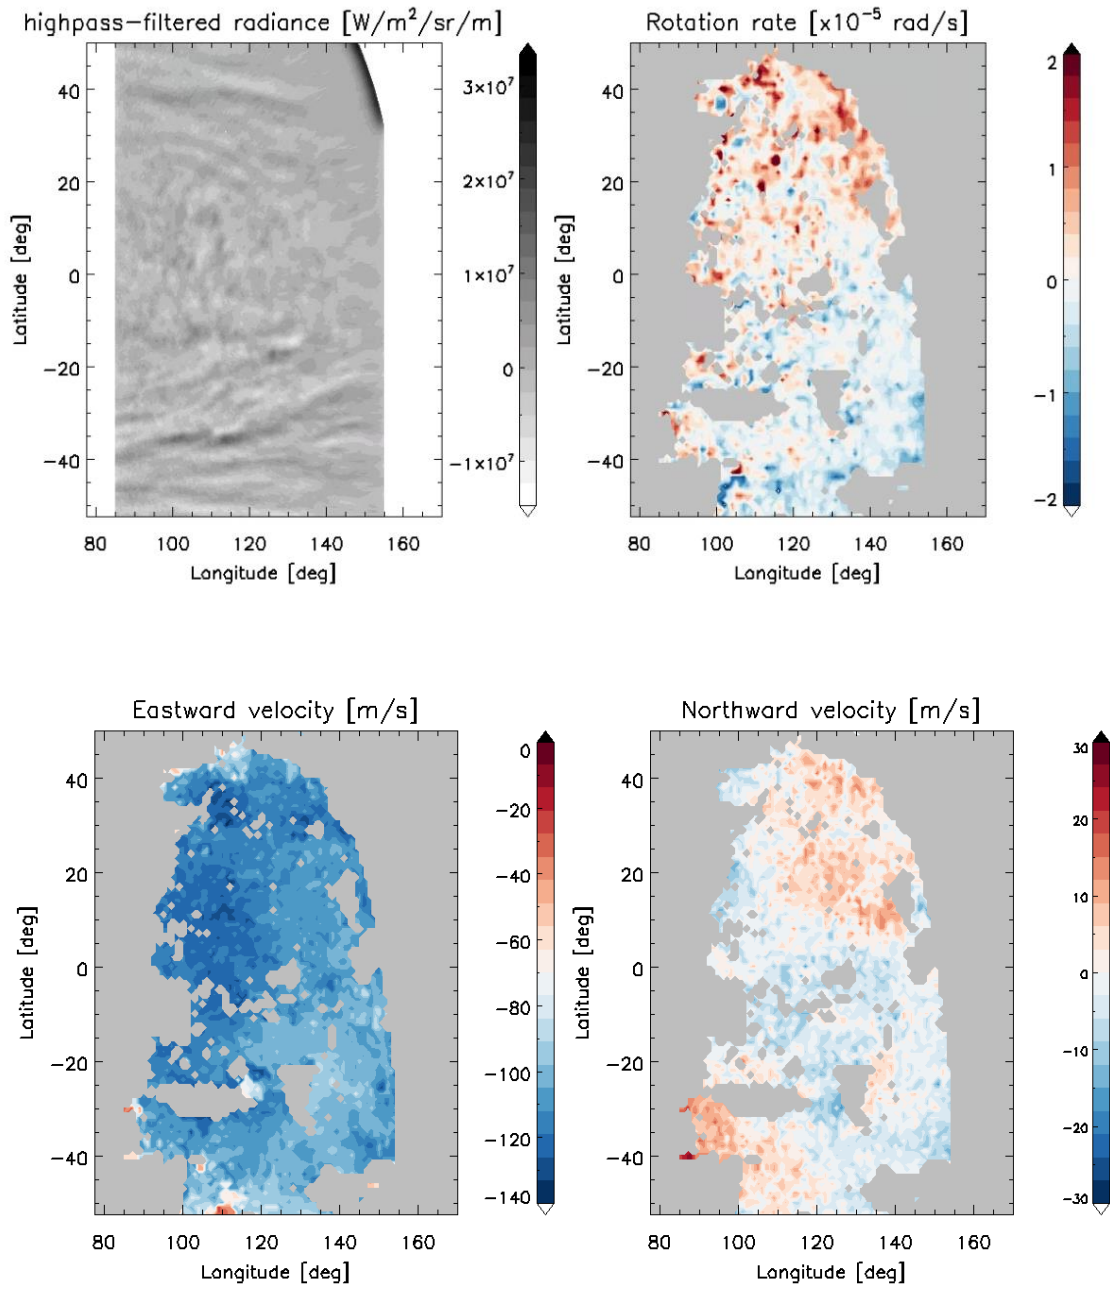 highpass-filtered radiance [W/m²/sr/m]
40
20
0
-20
-40
Latitude [deg]
80 100 120 140 160
Longitude [deg]
3×10⁷
2×10⁷
1×10⁷
0
-1×10⁷
Rotation rate [x10⁻⁵ rad/s]
40
20
0
-20
-40
Latitude [deg]
80 100 120 140 160
Longitude [deg]
2
1
0
-1
-2
Eastward velocity [m/s]
40
20
0
-20
-40
Latitude [deg]
80 100 120 140 160
Longitude [deg]
0
-20
-40
-60
-80
-100
-120
-140
Northward velocity [m/s]
40
20
0
-20
-40
Latitude [deg]
80 100 120 140 160
Longitude [deg]
30
20
10
0
-10
-20
-30